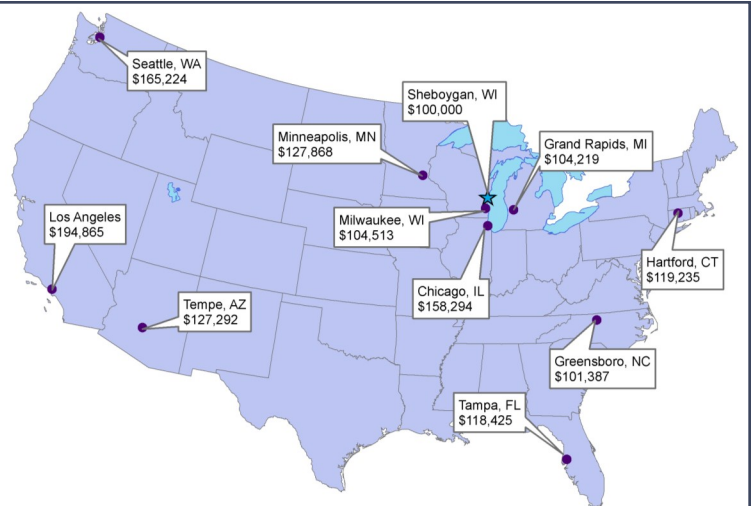 Seattle, WA
$165,224
Sheboygan, WI
$100,000
Minneapolis, MN
$127,868
Grand Rapids, MI
$104,219
Los Angeles
$194,865
Milwaukee, WI
$104,513
Hartford, CT
$119,235
Chicago, IL
$158,294
Tempe, AZ
$127,292
Greensboro, NC
$101,387
Tampa, FL
$118,425